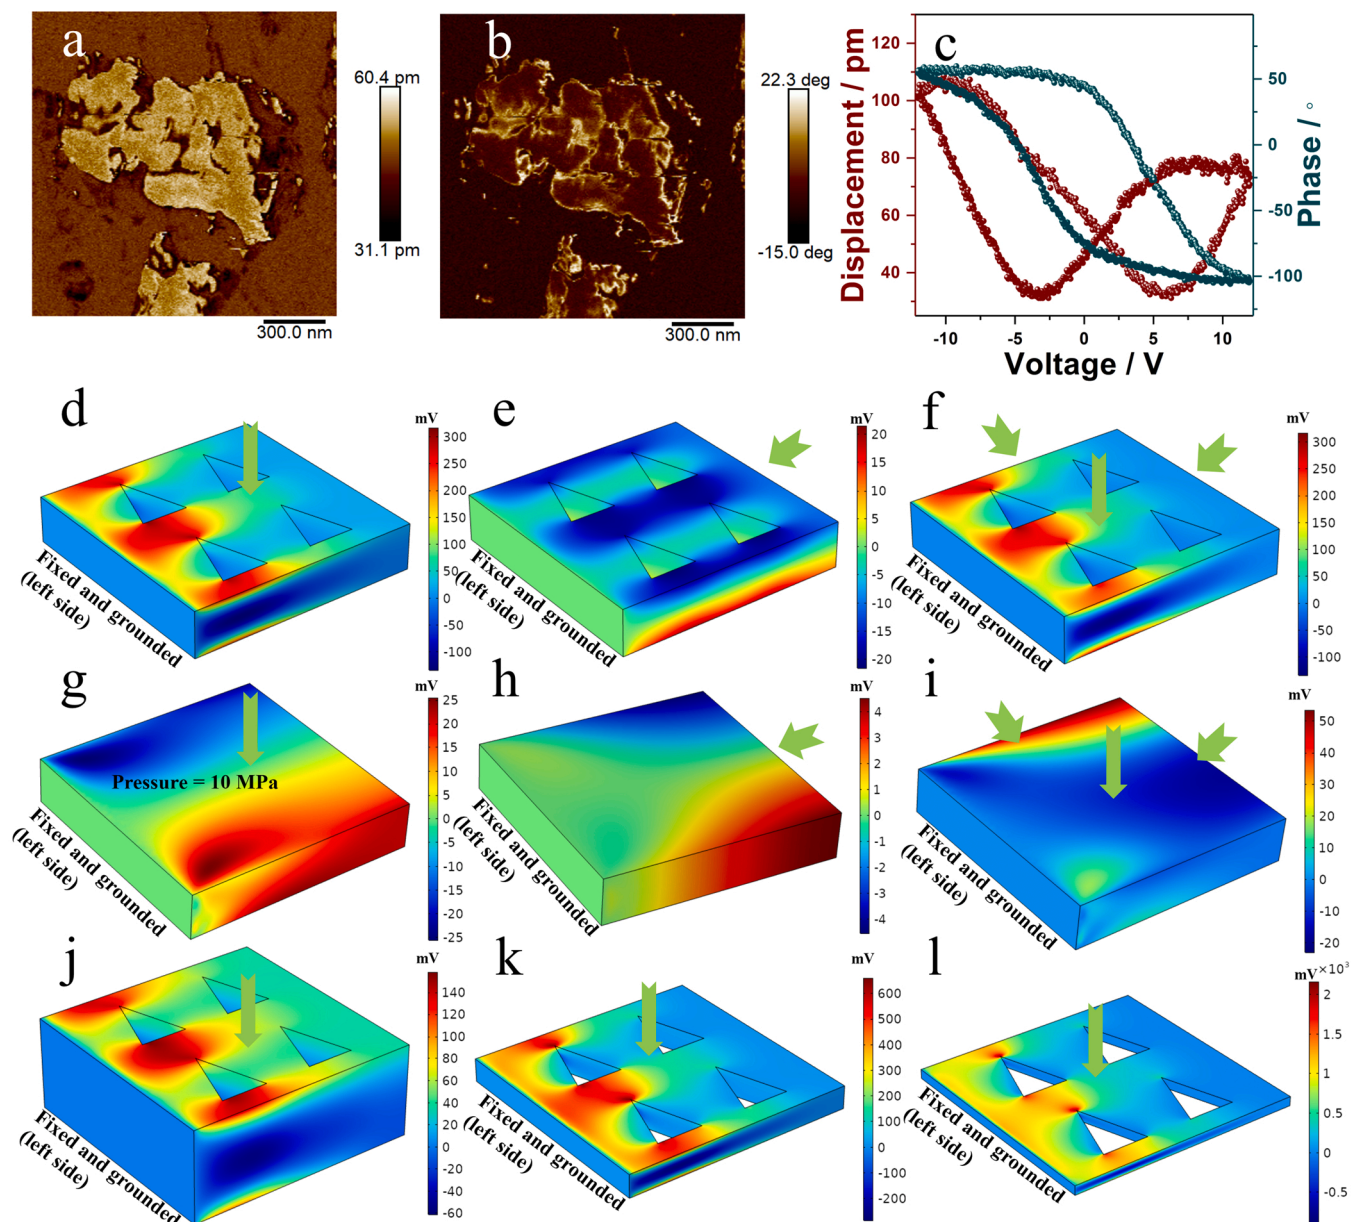 a
60.4 pm
31.1 pm
300.0 nm
b
22.3 deg
-15.0 deg
300.0 nm
c
Displacement / pm
120
100
80
60
40
50
0
-50
-100
Phase / °
-10 -5 0 5 10
Voltage / V
d
mV
300
250
200
150
100
50
0
-50
-100
Fixed and grounded
(left side)
e
mV
20
15
10
5
0
-5
-10
-15
-20
Fixed and grounded
(left side)
f
mV
300
250
200
150
100
50
0
-50
-100
Fixed and grounded
(left side)
g
Pressure = 10 MPa
mV
25
20
15
10
5
0
-5
-10
-15
-20
-25
Fixed and grounded
(left side)
h
mV
4
3
2
1
0
-1
-2
-3
-4
Fixed and grounded
(left side)
i
mV
50
40
30
20
10
0
-10
-20
Fixed and grounded
(left side)
j
mV
140
120
100
80
60
40
20
0
-20
-40
-60
Fixed and grounded
(left side)
k
mV
600
500
400
300
200
100
0
-100
-200
Fixed and grounded
(left side)
l
mV ×10³
2
1.5
1
0.5
0
-0.5
Fixed and grounded
(left side)